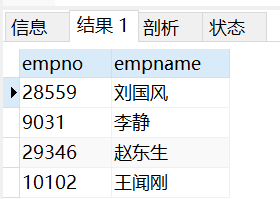 信息 结果 1 剖析 状态
empno empname
28559 刘国风
9031 李静
29346 赵东生
10102 王闻刚